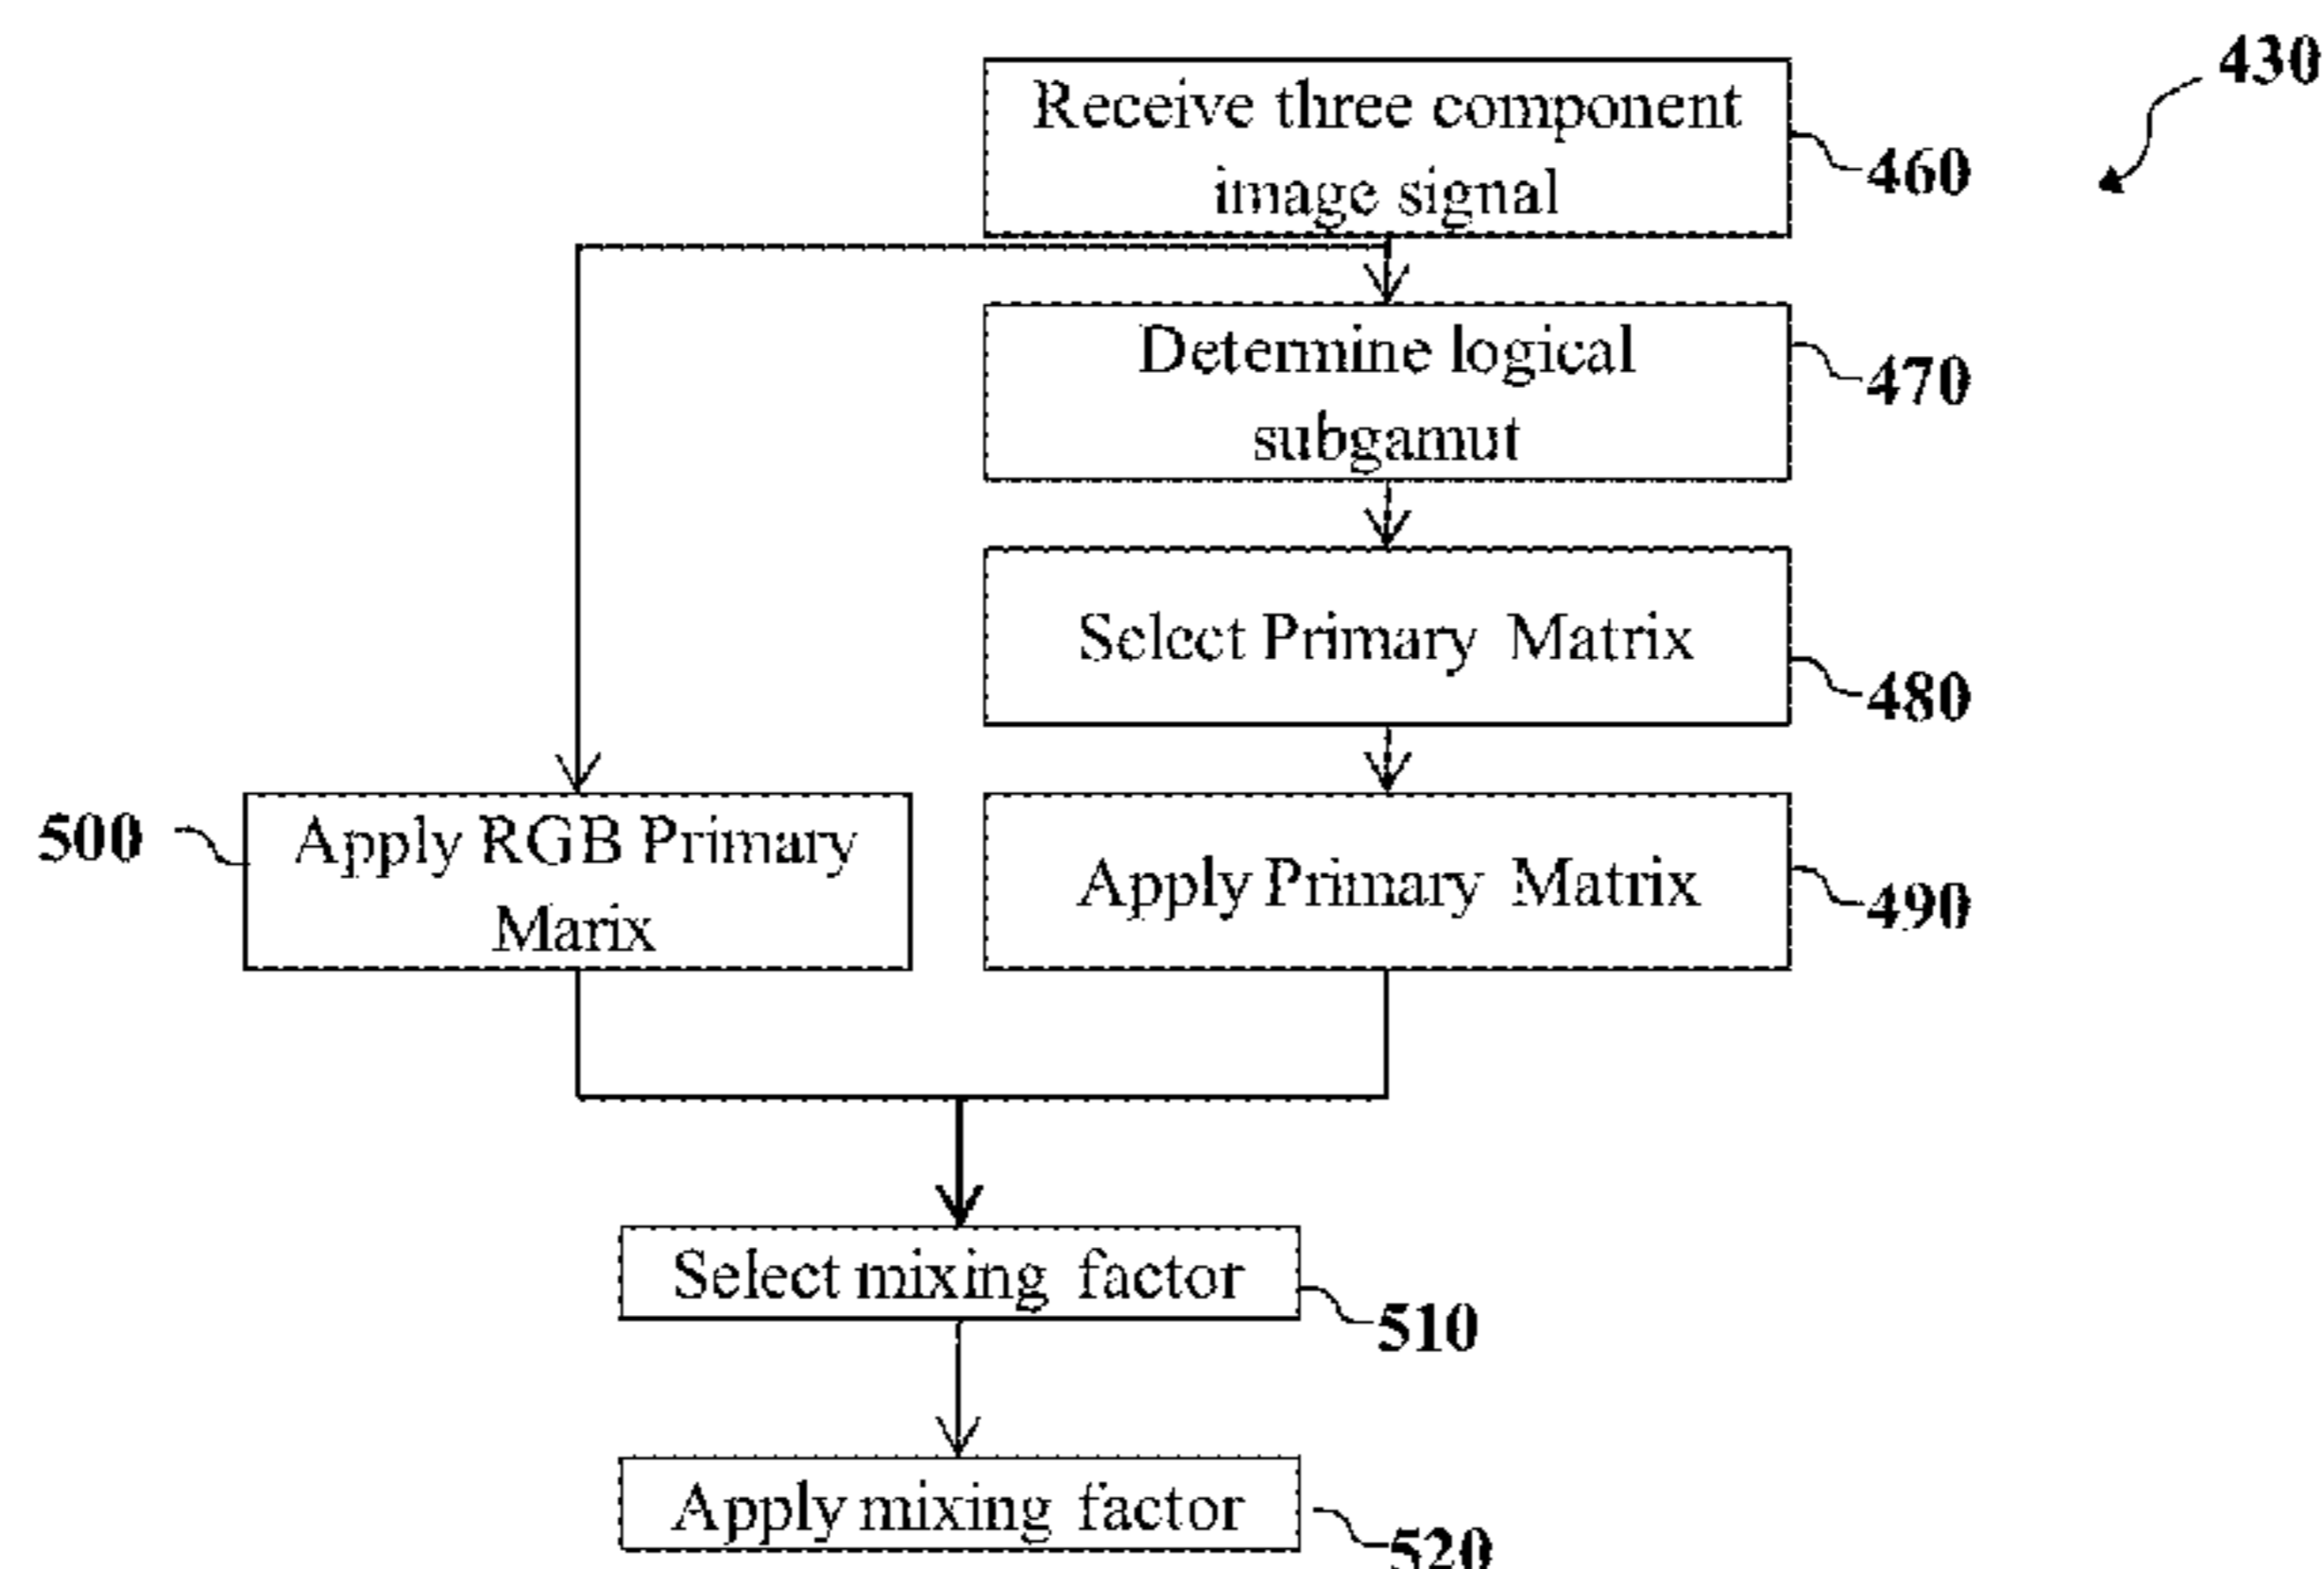 430
Receive three component
image signal
460
Determine logical
subgamut
470
Select Primary Matrix
480
500
Apply RGB Primary
Marix
Apply Primary Matrix
490
Select mixing factor
510
Apply mixing factor
520